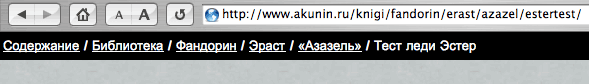 A A http://www.akunin.ru/knigi/fandorin/erast/azazel/estertest/
Содержание / Библиотека / Фандорин / Эраст / «Азазель» / Тест леди Эстер